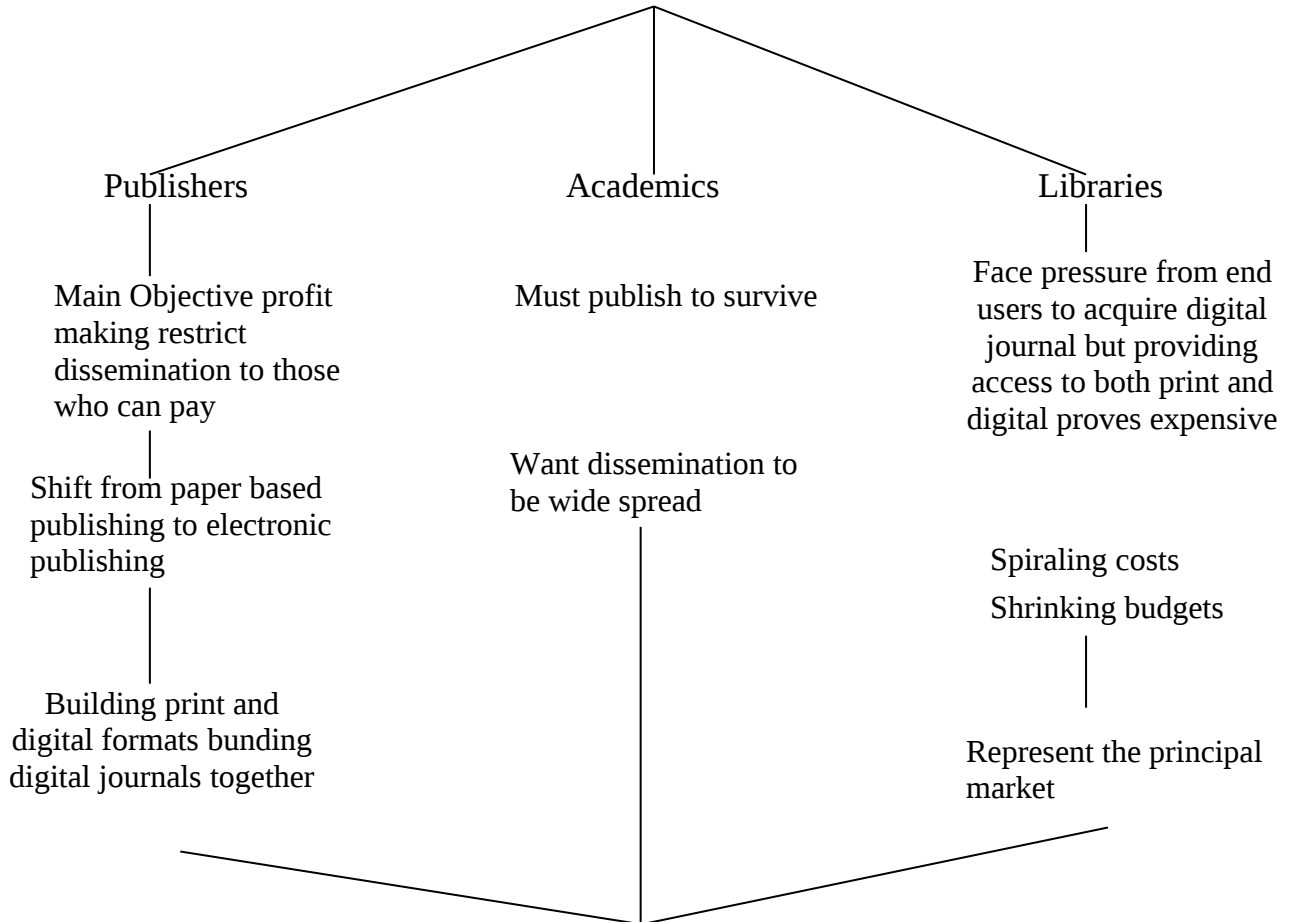 Publishers
Main Objective profit
making restrict
dissemination to those
who can pay
Shift from paper based
publishing to electronic
publishing
Building print and
digital formats bunding
digital journals together
Academics
Must publish to survive
Want dissemination to
be wide spread
Libraries
Face pressure from end
users to acquire digital
journal but providing
access to both print and
digital proves expensive
Spiraling costs
Shrinking budgets
Represent the principal
market